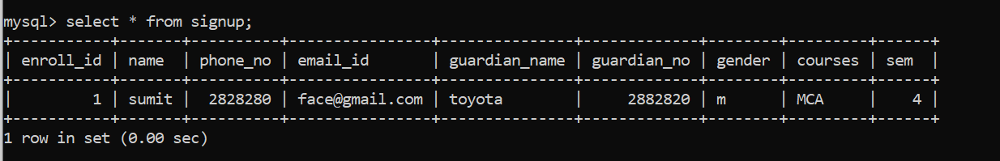 mysql> select * from signup;
+-----------+-------+----------+---------------+---------------+-------------+--------+---------+------+
| enroll_id | name  | phone_no | email_id       | guardian_name | guardian_no | gender | courses | sem  |
+-----------+-------+----------+---------------+---------------+-------------+--------+---------+------+
|         1 | sumit |  2828280 | face@gmail.com | toyota        |     2882820 | m      | MCA     |    4 |
+-----------+-------+----------+---------------+---------------+-------------+--------+---------+------+
1 row in set (0.00 sec)